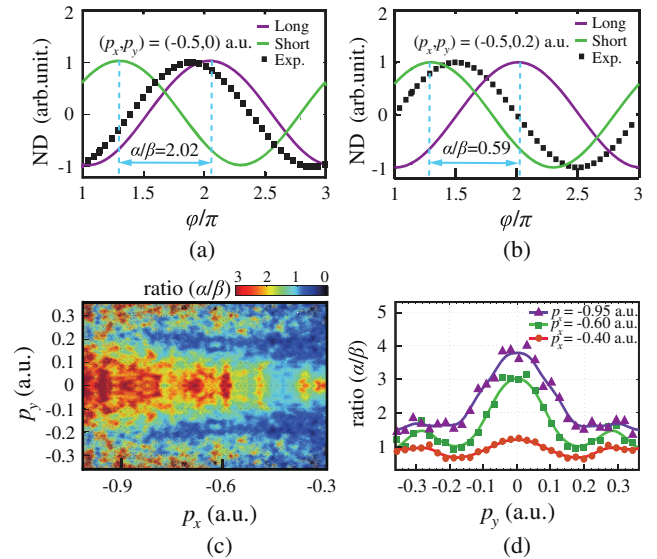 (a)
(p_x,p_y) = (-0.5,0) a.u.
Long
Short
Exp.
ND (arb.unit.)
1
0
-1
α/β=2.02
1 1.5 2 2.5 3
φ/π
(a)
(p_x,p_y) = (-0.5,0.2) a.u.
Long
Short
Exp.
ND (arb.unit.)
1
0
-1
α/β=0.59
1 1.5 2 2.5 3
φ/π
(b)
ratio (α/β)
3 2 1 0
p_y (a.u.)
0.3
0.2
0.1
0
-0.1
-0.2
-0.3
-0.9 -0.6 -0.3
p_x (a.u.)
(c)
p_x = -0.95 a.u.
p_x = -0.60 a.u.
p_x = -0.40 a.u.
ratio (α/β)
5
4
3
2
1
0
-0.3 -0.2 -0.1 0 0.1 0.2 0.3
p_y (a.u.)
(d)